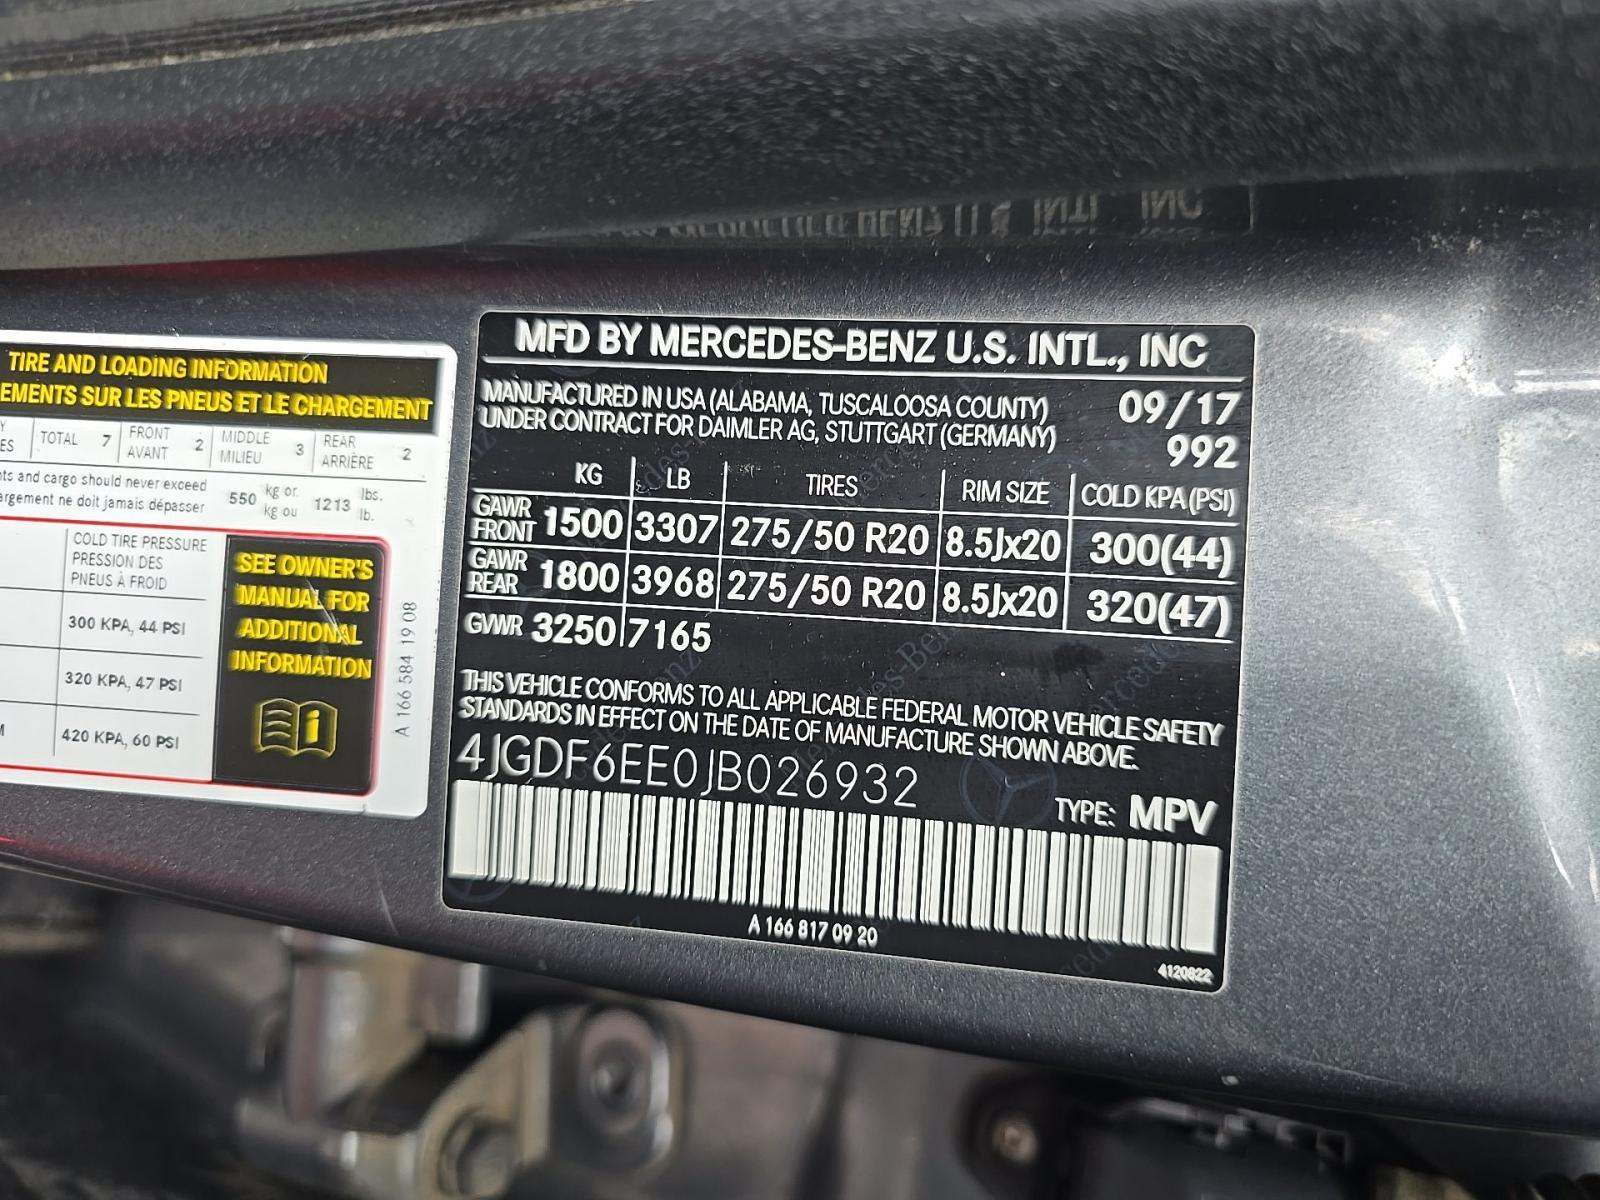 TIRE AND LOADING INFORMATION
EMENTS SUR LES PNEUS ET LE CHARGEMENT
TOTAL 7 FRONT AVANT 2 MIDDLE MILIEU 3 REAR ARRIÈRE 2
nts and cargo should never exceed 550 kg or 1213 lbs.
argement ne doit jamais dépasser kg ou lb.
COLD TIRE PRESSURE
PRESSION DES
PNEUS À FROID
300 KPA, 44 PSI
320 KPA, 47 PSI
420 KPA, 60 PSI
SEE OWNER'S
MANUAL FOR
ADDITIONAL
INFORMATION
A 166 584 19 08
MFD BY MERCEDES-BENZ U.S. INTL., INC
MANUFACTURED IN USA (ALABAMA, TUSCALOOSA COUNTY) 09/17
UNDER CONTRACT FOR DAIMLER AG, STUTTGART (GERMANY) 992
KG LB TIRES RIM SIZE COLD KPA(PSI)
GAWR FRONT 1500 3307 275/50 R20 8.5Jx20 300(44)
GAWR REAR 1800 3968 275/50 R20 8.5Jx20 320(47)
GVWR 3250 7165
THIS VEHICLE CONFORMS TO ALL APPLICABLE FEDERAL MOTOR VEHICLE SAFETY
STANDARDS IN EFFECT ON THE DATE OF MANUFACTURE SHOWN ABOVE.
4JGDF6EE0JB026932
TYPE: MPV
A 166 817 09 20
4120822